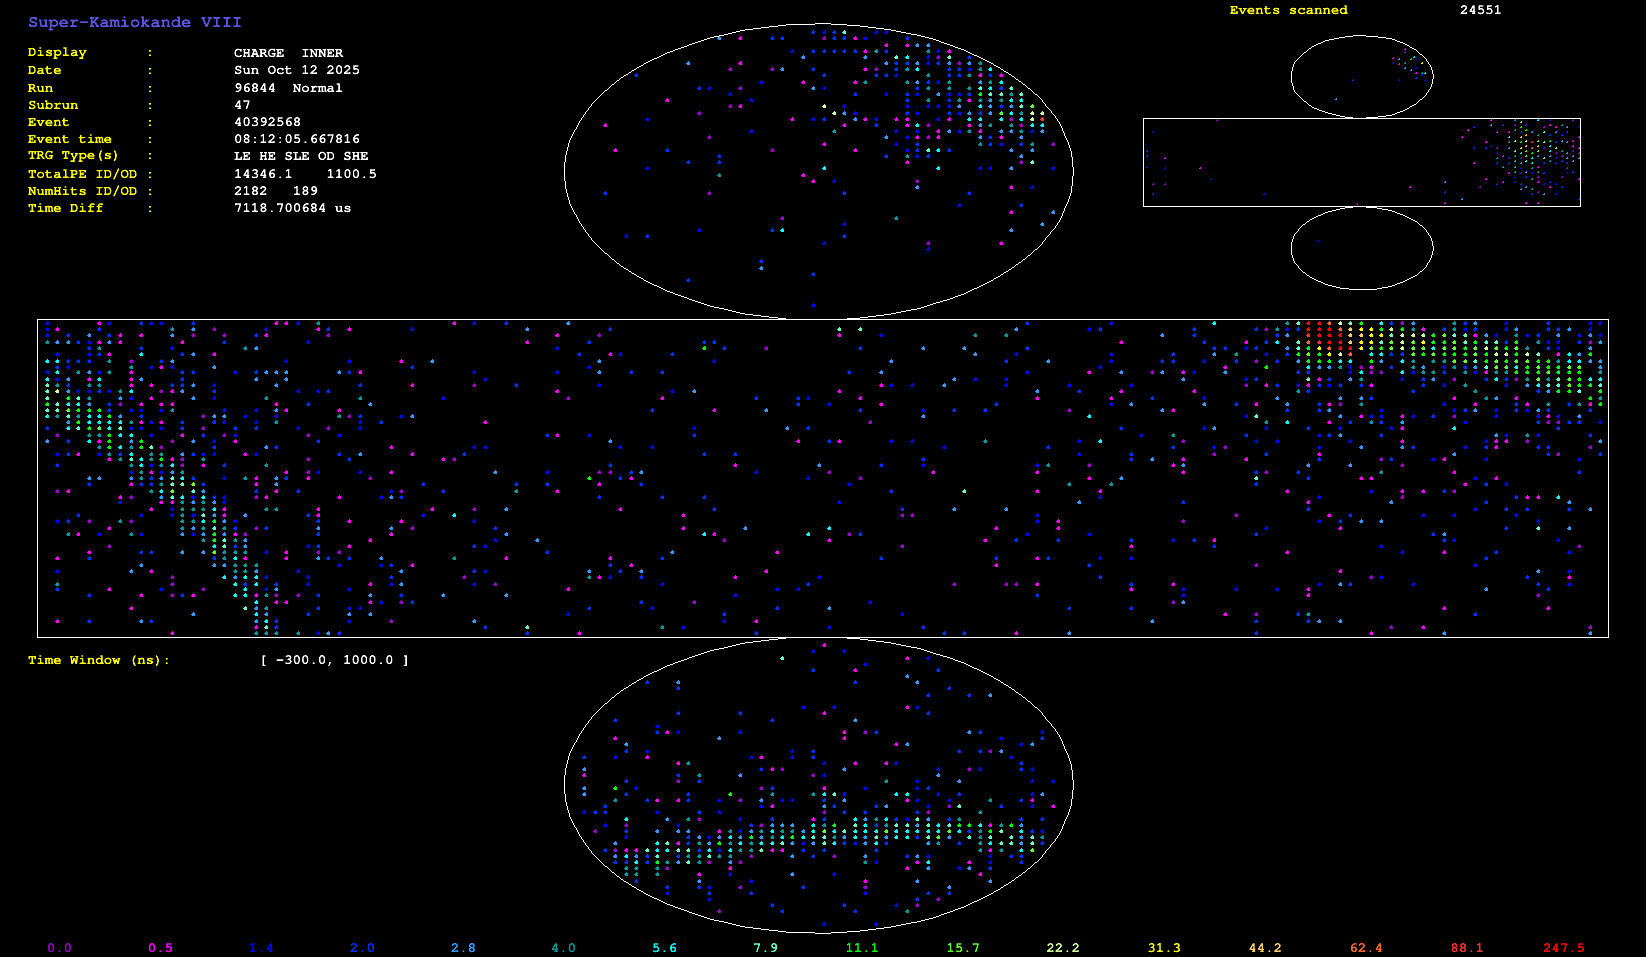 Super-Kamiokande VIII
Events scanned 24551
Display : CHARGE INNER
Date : Sun Oct 12 2025
Run : 96844 Normal
Subrun : 47
Event : 40392568
Event time : 08:12:05.667816
TRG Type(s) : LE HE SLE OD SHE
TotalPE ID/OD : 14346.1 1100.5
NumHits ID/OD : 2182 189
Time Diff : 7118.700684 us
Time Window (ns): [ -300.0, 1000.0 ]
0.0 0.5 1.4 2.0 2.8 4.0 5.6 7.9 11.1 15.7 22.2 31.3 44.2 62.4 88.1 247.5